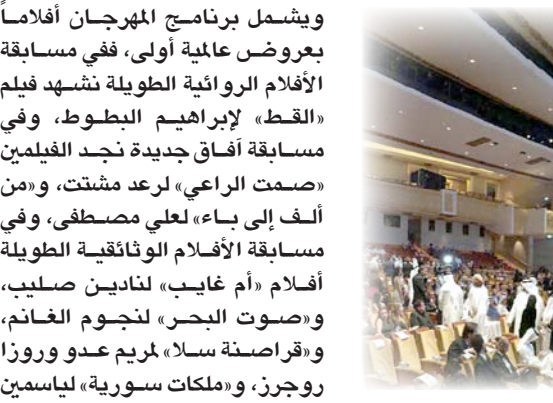 ويشمل برنامج المهرجان أفلاماً
بعروض عالمية أولى، ففي مسابقة
الأفلام الروائية الطويلة نشهد فيلم
«القط» لإبراهيم البطوط، وفي
مسابقة آفاق جديدة نجد الفيلمين
«صمت الراعي» لرعد مشتت، و«من
ألف إلى باء» لعلي مصطفى، وفي
مسابقة الأفلام الوثائقية الطويلة
أفلام «أم غايب» لنادين صليب،
و«صوت البحر» لنجوم الغانم،
و«قراصنة سلا» لمريم عدو وروزا
روجرز، و«ملكات سورية» لياسمين